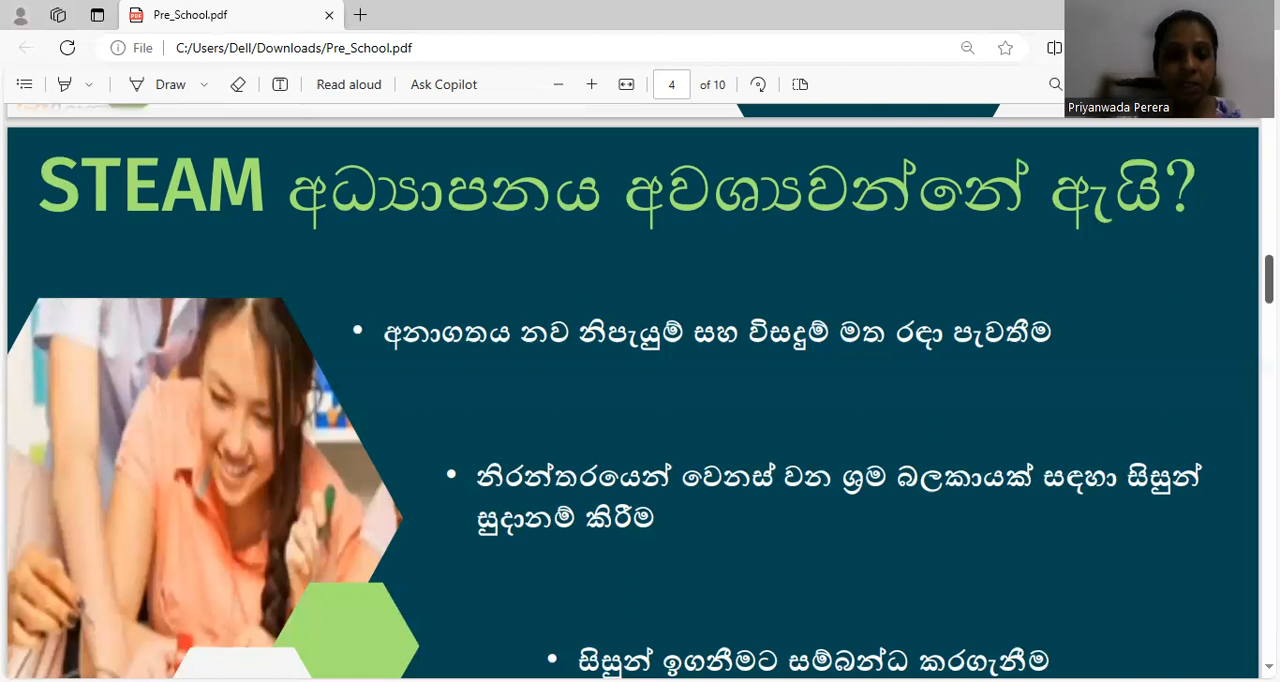 Pre_School.pdf
File
C:/Users/Dell/Downloads/Pre_School.pdf
Draw
Read aloud
Ask Copilot
4 of 10
Priyanwada Perera
STEAM අධ්‍යාපනය අවශ්‍යවන්නේ ඇයි?
• අනාගතය නව නිපැයුම් සහ විසඳුම් මත රඳා පැවතීම
• නිරන්තරයෙන් වෙනස් වන ශ්‍රම බලකායක් සඳහා සිසුන්
සුදානම් කිරීම
• සිසුන් ඉගනීමට සම්බන්ධ කරගැනීම